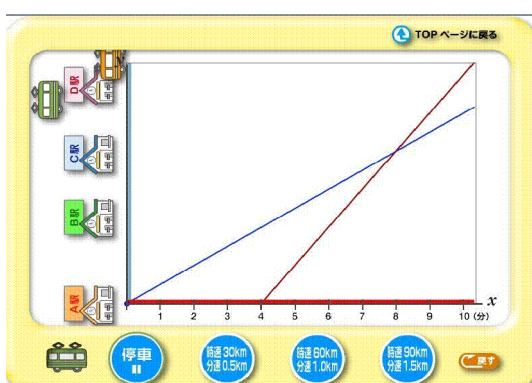 TOPページに戻る
D駅
C駅
B駅
A駅
1 2 3 4 5 6 7 8 9 10 (分) x
停車
時速30km
分速0.5km
時速60km
分速1.0km
時速90km
分速1.5km
戻す